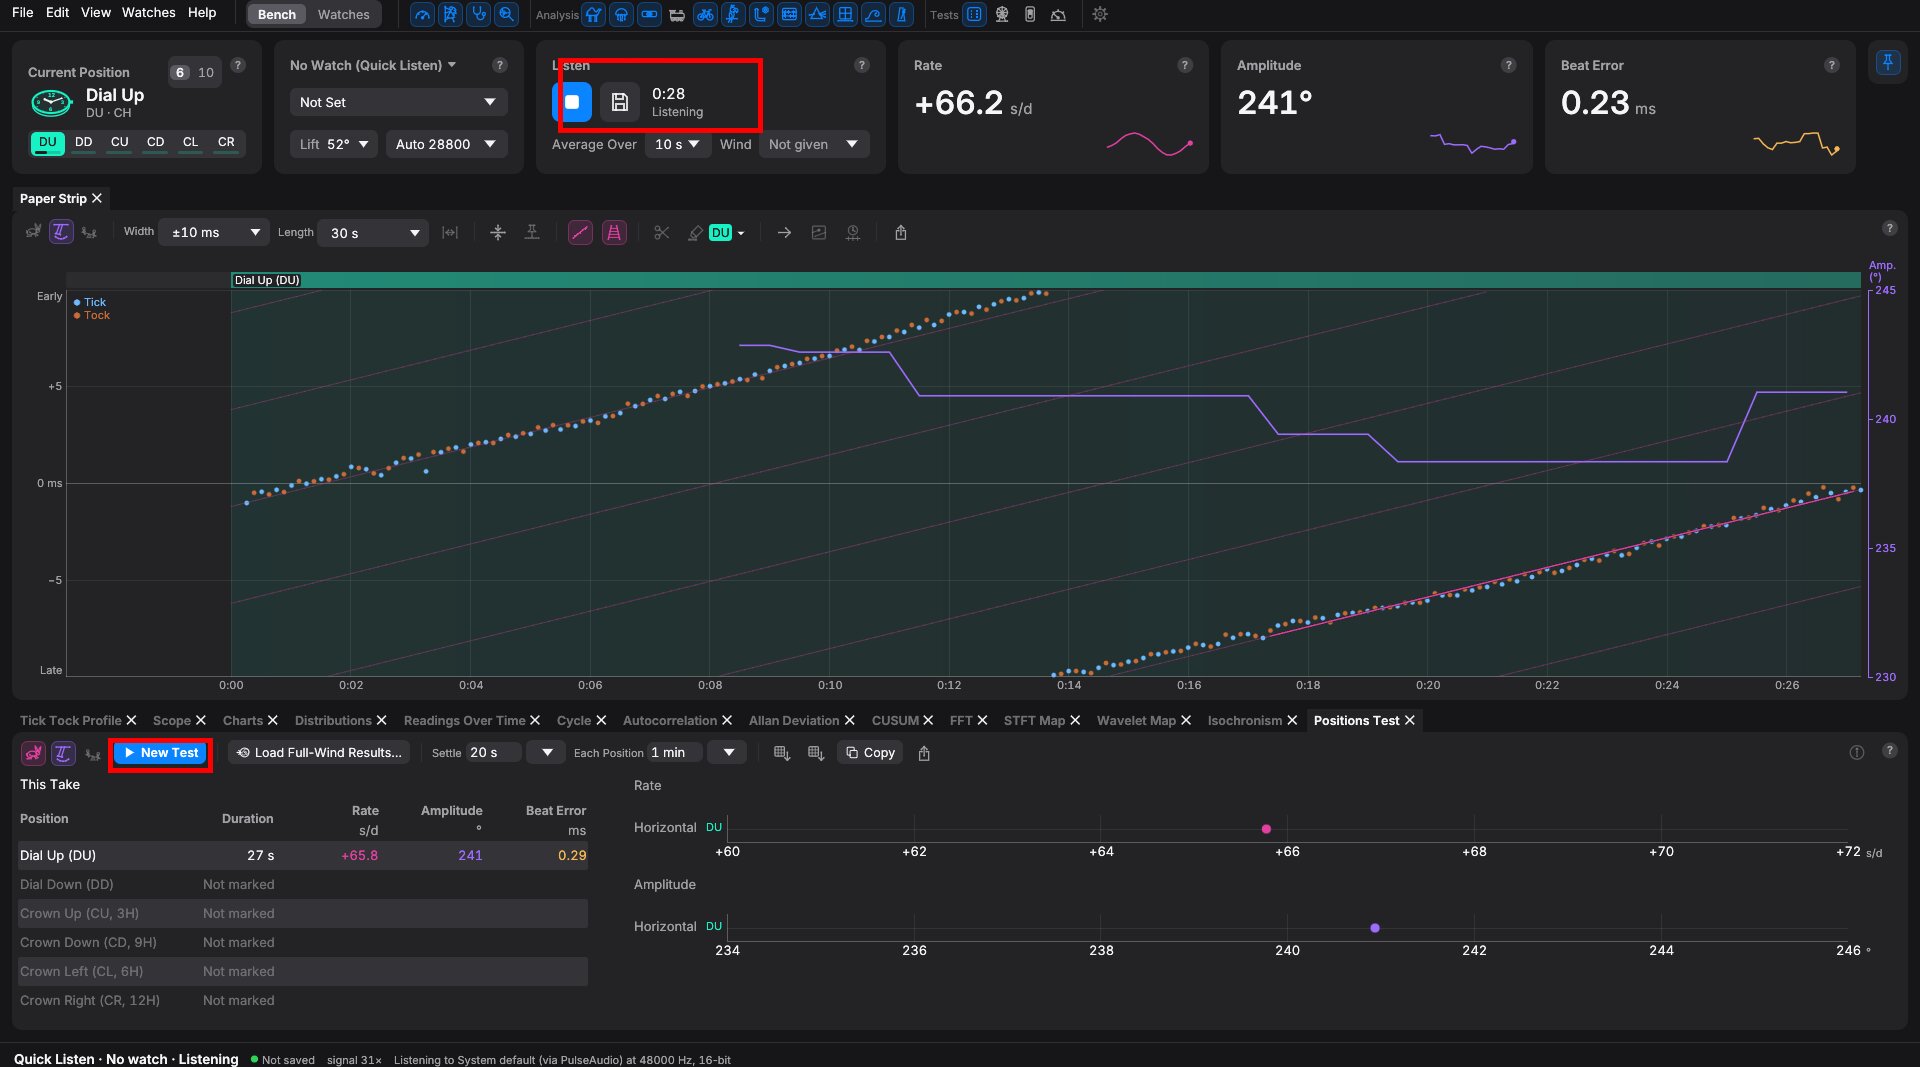 File Edit View Watches Help
Bench Watches
Analysis
Tests
Current Position
6 10
?
Dial Up
DU · CH
DU DD CU CD CL CR
No Watch (Quick Listen)
?
Not Set
Lift 52°
Auto 28800
Listen
?
0:28
Listening
Average Over 10 s Wind Not given
Rate
?
+66.2 s/d
Amplitude
?
241°
Beat Error
?
0.23 ms
Paper Strip
Width ±10 ms Length 30 s
DU
?
Dial Up (DU)
Amp.
(°)
Early
Tick
Tock
+5
0 ms
−5
Late
245
240
235
230
0:00 0:02 0:04 0:06 0:08 0:10 0:12 0:14 0:16 0:18 0:20 0:22 0:24 0:26
Tick Tock Profile Scope Charts Distributions Readings Over Time Cycle Autocorrelation Allan Deviation CUSUM FFT STFT Map Wavelet Map Isochronism Positions Test
New Test
Load Full-Wind Results...
Settle 20 s
Each Position 1 min
Copy
?
This Take
Position Duration Rate Amplitude Beat Error
s/d ° ms
Dial Up (DU) 27 s +65.8 241 0.29
Dial Down (DD) Not marked
Crown Up (CU, 3H) Not marked
Crown Down (CD, 9H) Not marked
Crown Left (CL, 6H) Not marked
Crown Right (CR, 12H) Not marked
Rate
Horizontal DU
+60 +62 +64 +66 +68 +70 +72 s/d
Amplitude
Horizontal DU
234 236 238 240 242 244 246 °
Quick Listen · No watch · Listening Not saved signal 31× Listening to System default (via PulseAudio) at 48000 Hz, 16-bit